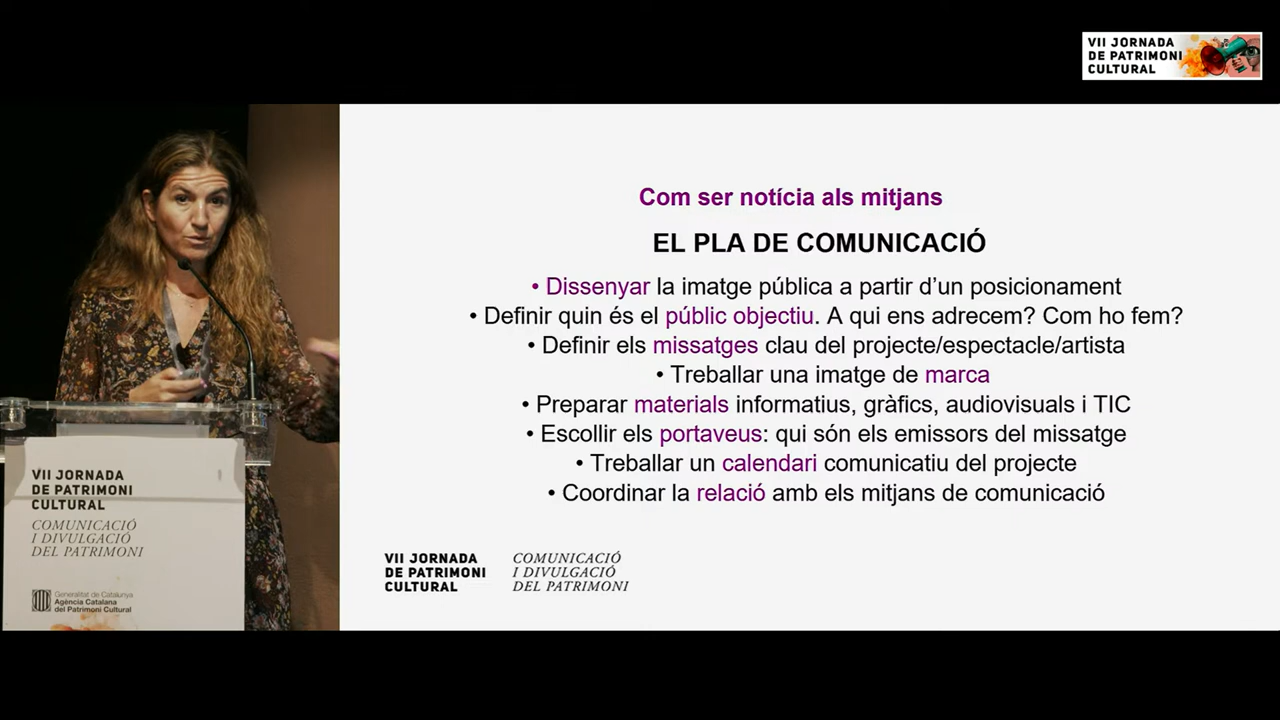 VII JORNADA
DE PATRIMONI
CULTURAL
Com ser notícia als mitjans
EL PLA DE COMUNICACIÓ
• Dissenyar la imatge pública a partir d’un posicionament
• Definir quin és el públic objectiu. A qui ens adrecem? Com ho fem?
• Definir els missatges clau del projecte/espectacle/artista
• Treballar una imatge de marca
• Preparar materials informatius, gràfics, audiovisuals i TIC
• Escollir els portaveus: qui són els emissors del missatge
• Treballar un calendari comunicatiu del projecte
• Coordinar la relació amb els mitjans de comunicació
VII JORNADA
DE PATRIMONI
CULTURAL
COMUNICACIÓ
I DIVULGACIÓ
DEL PATRIMONI
VII JORNADA
DE PATRIMONI
CULTURAL
COMUNICACIÓ
I DIVULGACIÓ
DEL PATRIMONI
Generalitat de Catalunya
Agència Catalana
del Patrimoni Cultural